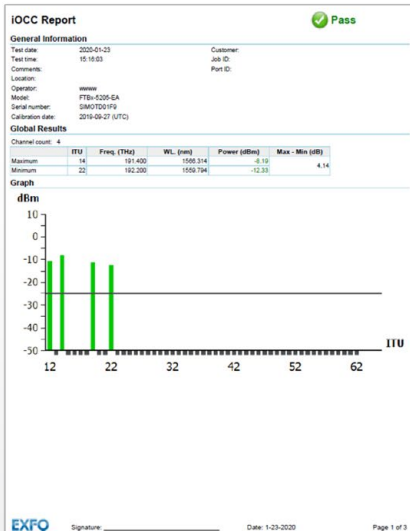 iOCC Report
Pass
General Information
Test date: 2020-01-23 Customer:
Test time: 15:16:03 Job ID:
Comments: Port ID:
Location:
Operator: wwww
Model: FTBx-5205-EA
Serial number: SIMOTD01F9
Calibration date: 2019-09-27 (UTC)
Global Results
Channel count: 4
ITU Freq. (THz) WL. (nm) Power (dBm) Max - Min (dB)
Maximum 14 191.400 1566.314 -8.19 4.14
Minimum 22 192.200 1559.794 -12.33
Graph
dBm
10
0
-10
-20
-30
-40
-50
ITU
12 22 32 42 52 62
EXFO Signature: Date: 1-23-2020 Page 1 of 3